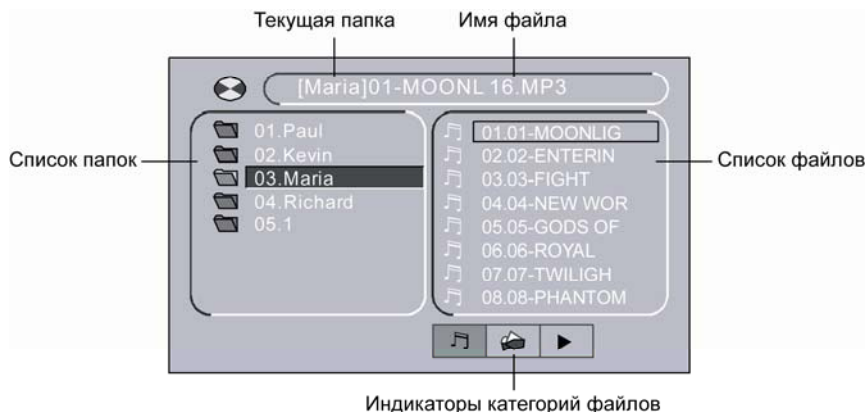 Текущая папка
Имя файла
[Maria]01-MOONL 16.MP3
Список папок
01.Paul
02.Kevin
03.Maria
04.Richard
05.1
01.01-MOONLIG
02.02-ENTERIN
03.03-FIGHT
04.04-NEW WOR
05.05-GODS OF
06.06-ROYAL
07.07-TWILIGH
08.08-PHANTOM
Список файлов
Индикаторы категорий файлов